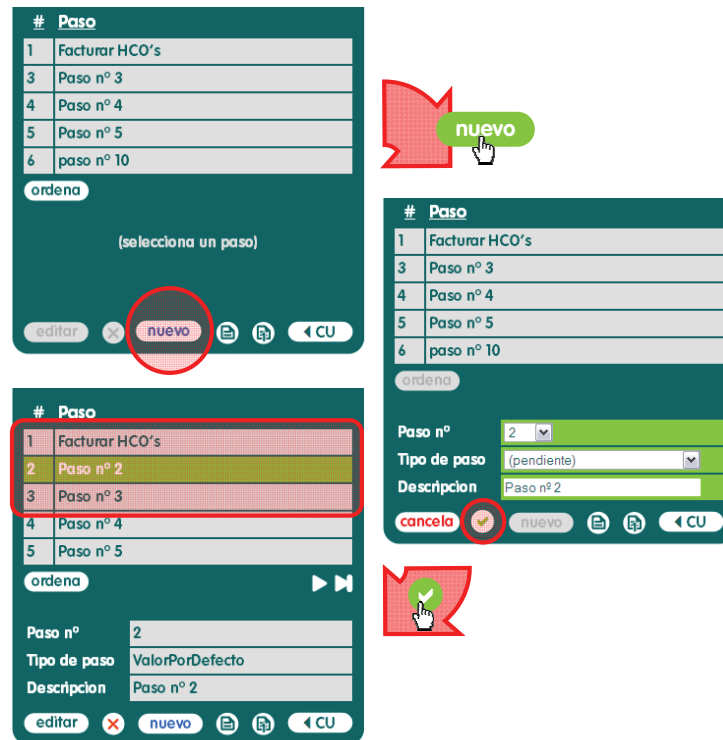 # Paso
1 Facturar HCO's
3 Paso nº 3
4 Paso nº 4
5 Paso nº 5
6 paso nº 10
ordena
(selecciona un paso)
editar nuevo CU
nuevo
# Paso
1 Facturar HCO's
3 Paso nº 3
4 Paso nº 4
5 Paso nº 5
6 paso nº 10
ordena
Paso nº 2
Tipo de paso (pendiente)
Descripcion Paso nº 2
cancela nuevo CU
# Paso
1 Facturar HCO's
2 Paso nº 2
3 Paso nº 3
4 Paso nº 4
5 Paso nº 5
ordena
Paso nº 2
Tipo de paso ValorPorDefecto
Descripcion Paso nº 2
editar nuevo CU